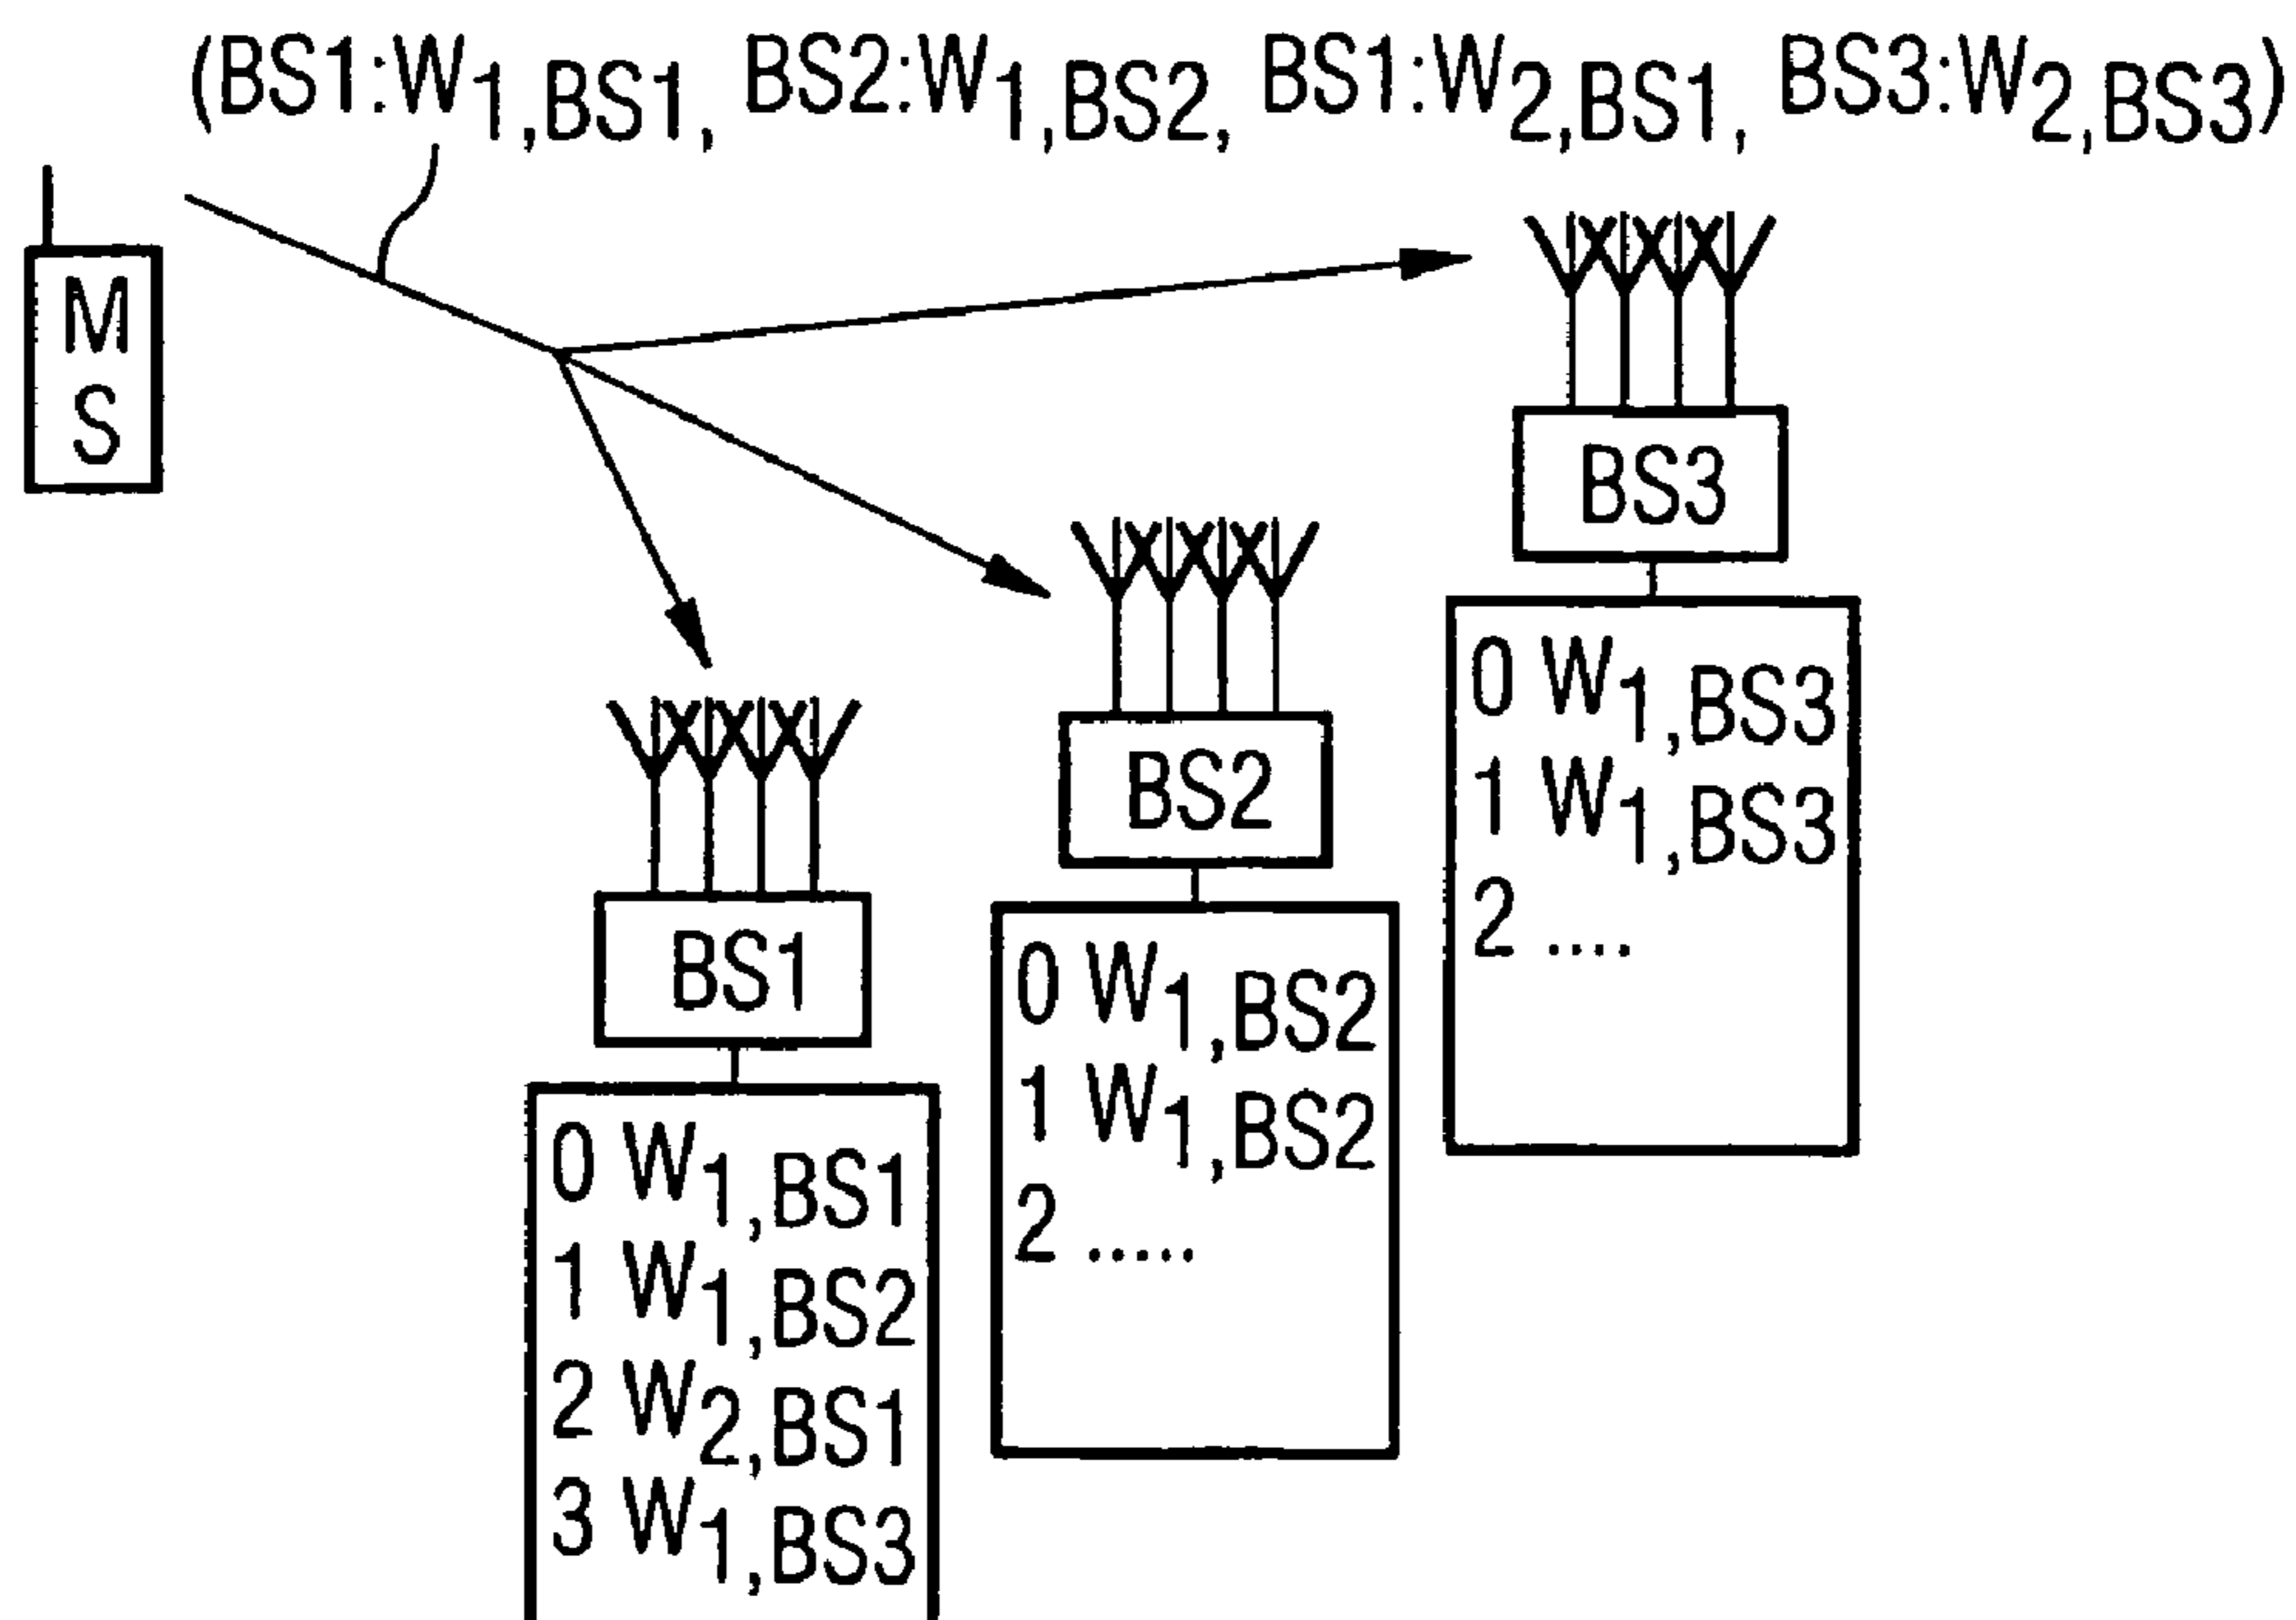 (BS1:W1,BS1, BS2:W1,BS2, BS1:W2,BS1, BS3:W2,BS3)
M
S
BS3
0 W1,BS3
1 W1,BS3
2 ....
BS2
0 W1,BS2
1 W1,BS2
2 .....
BS1
0 W1,BS1
1 W1,BS2
2 W2,BS1
3 W1,BS3